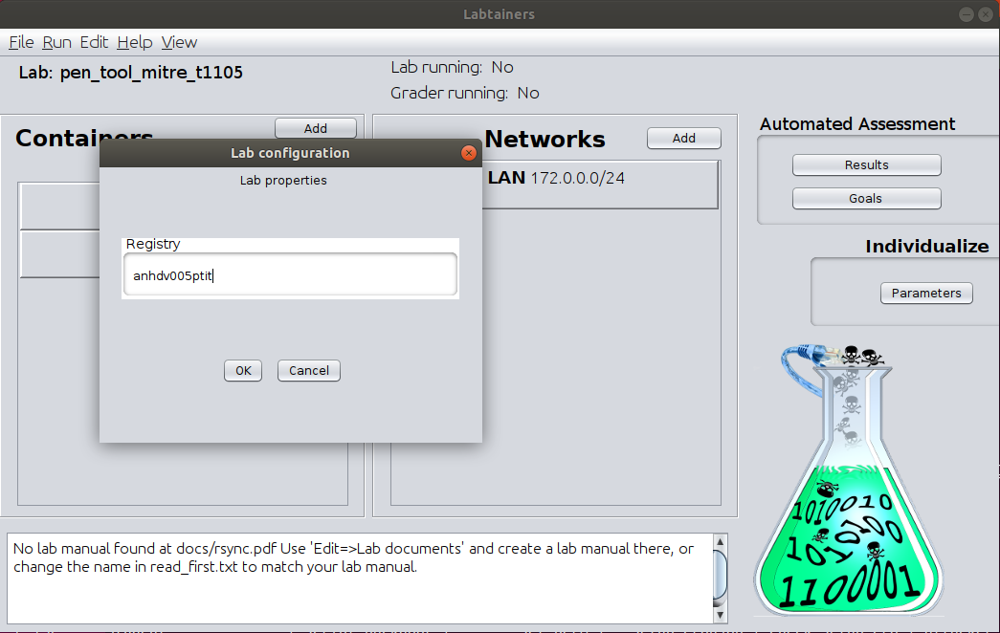 Labtainers
File Run Edit Help View
Lab: pen_tool_mitre_t1105
Lab running: No
Grader running: No
Containers
Add
Networks
Add
LAN 172.0.0.0/24
Lab configuration
Lab properties
Registry
anhdv005ptit
OK
Cancel
Automated Assessment
Results
Goals
Individualize
Parameters
1010010
1010100
1100001
No lab manual found at docs/rsync.pdf Use 'Edit=>Lab documents' and create a lab manual there, or
change the name in read_first.txt to match your lab manual.